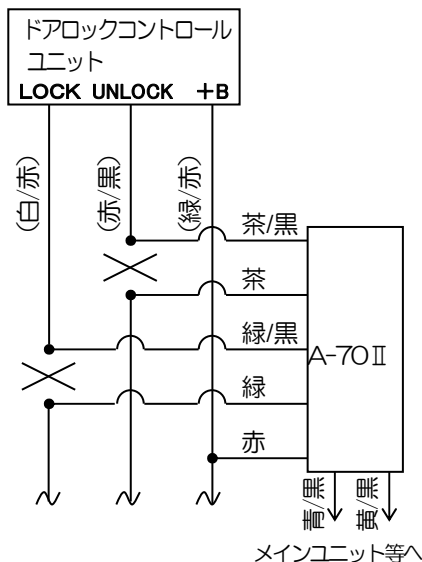 ドアロックコントロール
ユニット
LOCK UNLOCK +B
(白/赤)
(赤/黒)
(緑/赤)
茶/黒
茶
緑/黒
A-70Ⅱ
緑
赤
青/黒
黄/黒
メインユニット等へ